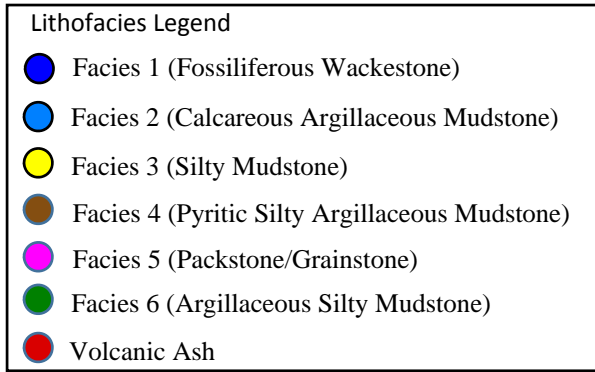 Lithofacies Legend
Facies 1 (Fossiliferous Wackestone)
Facies 2 (Calcareous Argillaceous Mudstone)
Facies 3 (Silty Mudstone)
Facies 4 (Pyritic Silty Argillaceous Mudstone)
Facies 5 (Packstone/Grainstone)
Facies 6 (Argillaceous Silty Mudstone)
Volcanic Ash